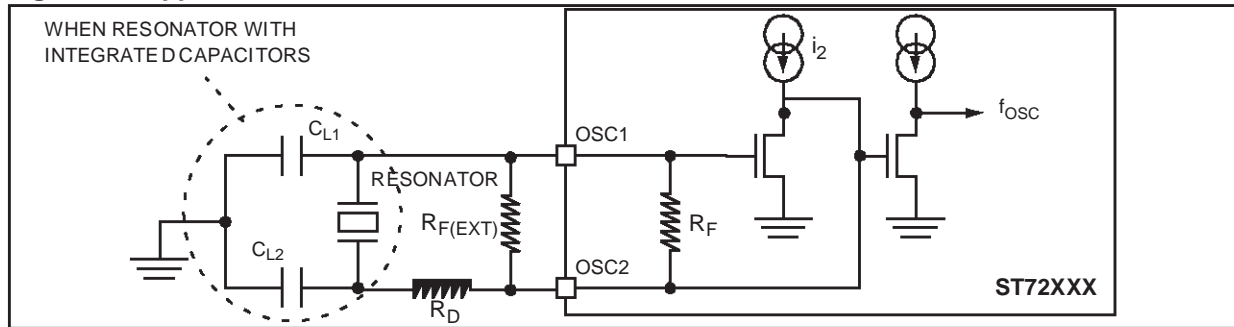 WHEN RESONATOR WITH
INTEGRATED CAPACITORS
i2
fOSC
CL1
OSC1
RESONATOR
RF(EXT)
RF
CL2
OSC2
RD
ST72XXX